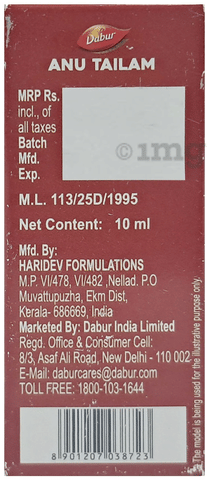 Dabur
ANU TAILAM
MRP Rs.
incl., of
all taxes
Batch
Mfd.
Exp.
1mg
M.L. 113/25D/1995
Net Content: 10 ml
Mfd. By:
HARIDEV FORMULATIONS
M.P. VI/478, VI/482 ,Nellad. P.O
Muvattupuzha, Ekm Dist,
Kerala- 686669, India
Marketed By: Dabur India Limited
Regd. Office & Consumer Cell:
8/3, Asaf Ali Road, New Delhi - 110 002
E-Mail: daburcares@dabur.com
TOLL FREE: 1800-103-1644
8 901207 038723
The model is being used for the illustrative purpose only.